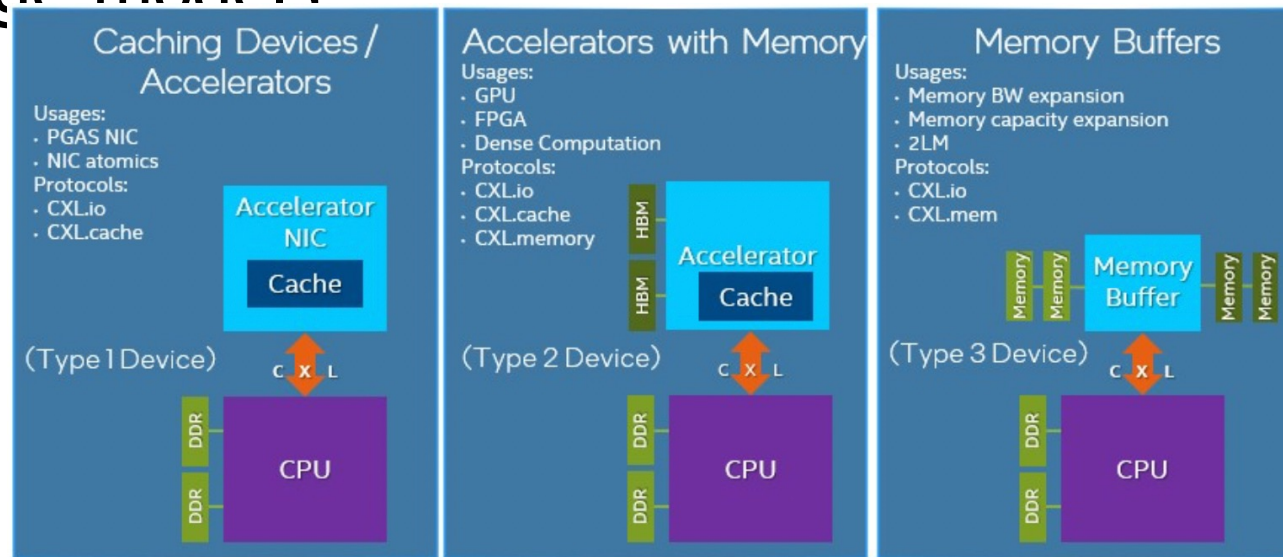 Caching Devices /
Accelerators
Usages:
· PGAS NIC
· NIC atomics
Protocols:
· CXL.io
· CXL.cache
Accelerator
NIC
Cache
(Type 1 Device)
C X L
DDR
DDR
CPU
Accelerators with Memory
Usages:
· GPU
· FPGA
· Dense Computation
Protocols:
· CXL.io
· CXL.cache
· CXL.memory
HBM
HBM
Accelerator
Cache
(Type 2 Device)
C X L
DDR
DDR
CPU
Memory Buffers
Usages:
· Memory BW expansion
· Memory capacity expansion
· 2LM
Protocols:
· CXL.io
· CXL.mem
Memory
Memory
Memory
Buffer
Memory
Memory
(Type 3 Device)
C X L
DDR
DDR
CPU